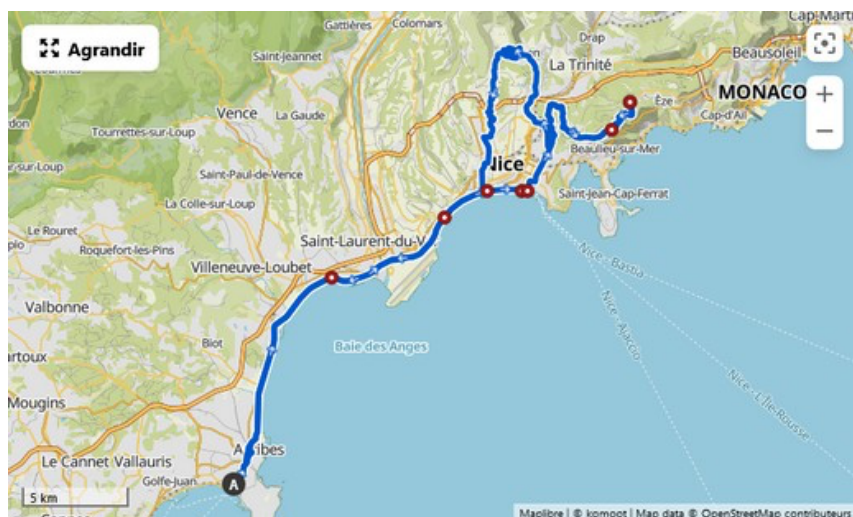 Agrandir
Gattières
Colomars
Cap-Marti
Saint-Jeannet
Drap
Beausoleil
La Trinité
MONACO
Vence
La Gaude
Èze
Cap-d'Ail
Tourrettes-sur-Loup
Beaulieu-sur-Mer
Saint-Paul-de-Vence
Nice
La Colle-sur-Loup
Saint-Jean-Cap-Ferrat
Le Rouret
Saint-Laurent-du-V
Roquefort-les-Pins
Villeneuve-Loubet
Nice - Bastia
Valbonne
Nice - Ajaccio
Biot
Baie des Anges
Nice - L'Île-Rousse
Mougins
A bes
Le Cannet Vallauris
Golfe-Juan
A
5 km
Maplibre | © komoot | Map data © OpenStreetMap contributeurs